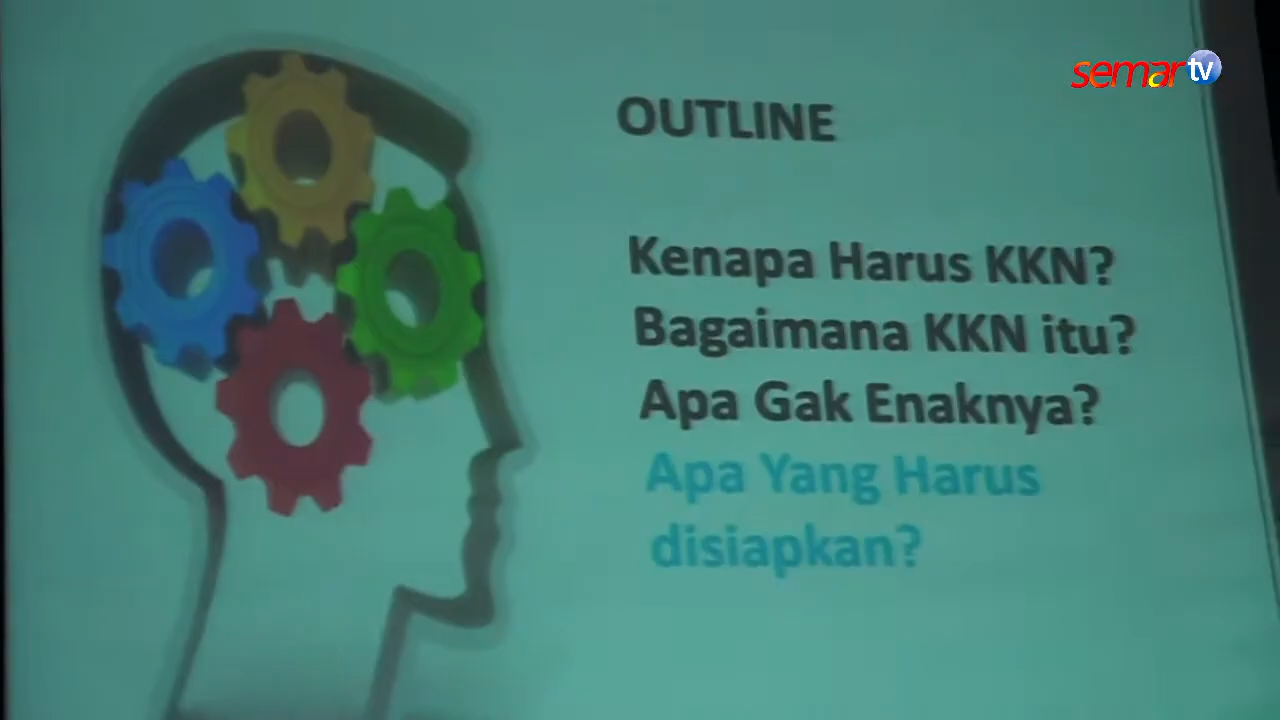 semartv
OUTLINE
Kenapa Harus KKN?
Bagaimana KKN itu?
Apa Gak Enaknya?
Apa Yang Harus
disiapkan?